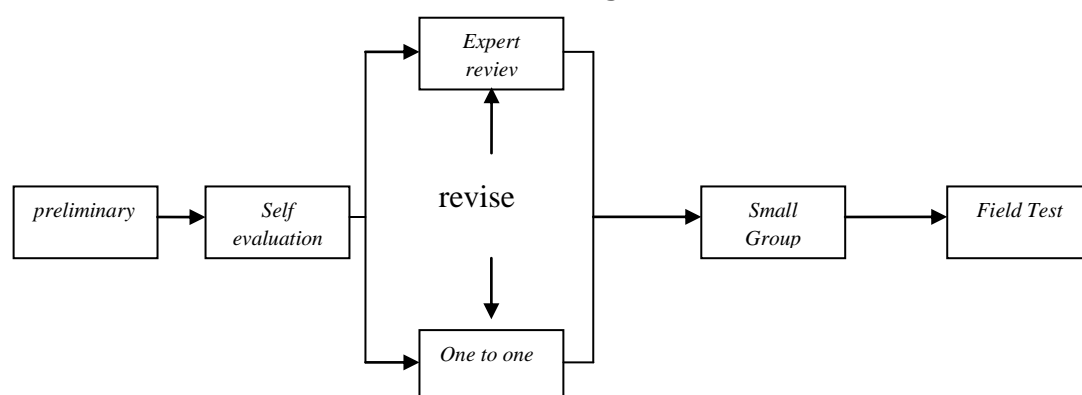 Expert
reviev
preliminary
Self
evaluation
revise
Small
Group
Field Test
One to one